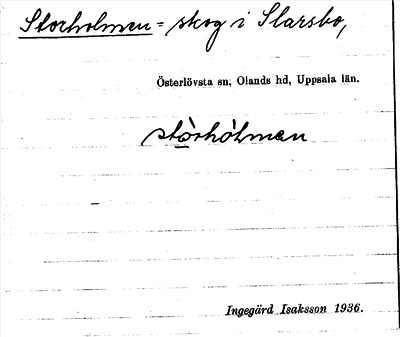 Storholmen = skog i Slarsbo,
Österlövsta sn, Olands hd, Uppsala län.
stòrhòlmen
Ingegärd Isaksson 1936.